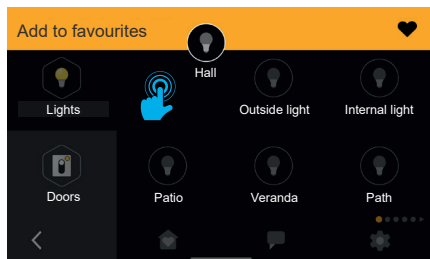 Add to favourites
Hall
Lights
Outside light
Internal light
Doors
Patio
Veranda
Path